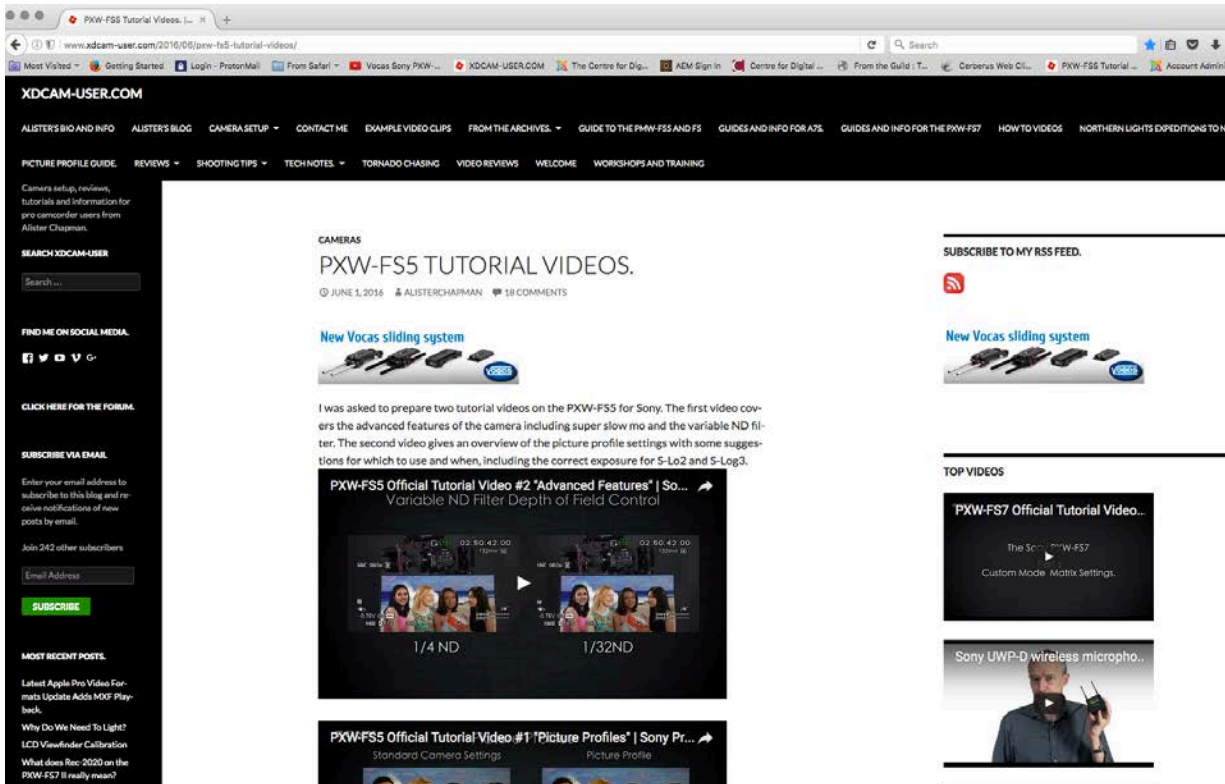 PXW-FS5 Tutorial Videos. |...
www.xdcam-user.com/2016/06/pxw-fs5-tutorial-videos/
Search
Most Visited
Getting Started
Login - ProtonMail
From Safari
Vocas Sony PXW-...
XDCAM-USER.COM
The Centre for Dig...
AEM Sign In
Centre for Digital ...
From the Guild : T...
Cerberus Web Cli...
PXW-FS5 Tutorial ...
Account Admini
XDCAM-USER.COM
ALISTER'S BIO AND INFO
ALISTER'S BLOG
CAMERA SETUP
CONTACT ME
EXAMPLE VIDEO CLIPS
FROM THE ARCHIVES.
GUIDE TO THE PMW-F55 AND F5
GUIDES AND INFO FOR A7S.
GUIDES AND INFO FOR THE PXW-FS7
HOW TO VIDEOS
NORTHERN LIGHTS EXPEDITIONS TO N
PICTURE PROFILE GUIDE.
REVIEWS
SHOOTING TIPS
TECH NOTES.
TORNADO CHASING
VIDEO REVIEWS
WELCOME
WORKSHOPS AND TRAINING
Camera setup, reviews,
tutorials and information for
pro camcorder users from
Alister Chapman.
SEARCH XDCAM-USER
Search ...
FIND ME ON SOCIAL MEDIA.
CLICK HERE FOR THE FORUM.
SUBSCRIBE VIA EMAIL
Enter your email address to
subscribe to this blog and re-
ceive notifications of new
posts by email.
Join 242 other subscribers
Email Address
SUBSCRIBE
MOST RECENT POSTS.
Latest Apple Pro Video For-
mats Update Adds MXF Play-
back.
Why Do We Need To Light?
LCD Viewfinder Calibration
What does Rec-2020 on the
PXW-FS7 II really mean?
CAMERAS
PXW-FS5 TUTORIAL VIDEOS.
JUNE 1, 2016
ALISTERCHAPMAN
18 COMMENTS
New Vocas sliding system
VOCAS
I was asked to prepare two tutorial videos on the PXW-FS5 for Sony. The first video cov-
ers the advanced features of the camera including super slow mo and the variable ND fil-
ter. The second video gives an overview of the picture profile settings with some sugges-
tions for which to use and when, including the correct exposure for S-Lo2 and S-Log3.
PXW-FS5 Official Tutorial Video #2 "Advanced Features" | So...
Variable ND Filter Depth of Field Control
02:50:42:00
02:50:42:00
1/4 ND
1/32ND
PXW-FS5 Official Tutorial Video #1 "Picture Profiles" | Sony Pr...
Standard Camera Settings
Picture Profile
SUBSCRIBE TO MY RSS FEED.
New Vocas sliding system
VOCAS
TOP VIDEOS
PXW-FS7 Official Tutorial Video...
The Sony PXW-FS7
Custom Mode Matrix Settings.
Sony UWP-D wireless micropho..